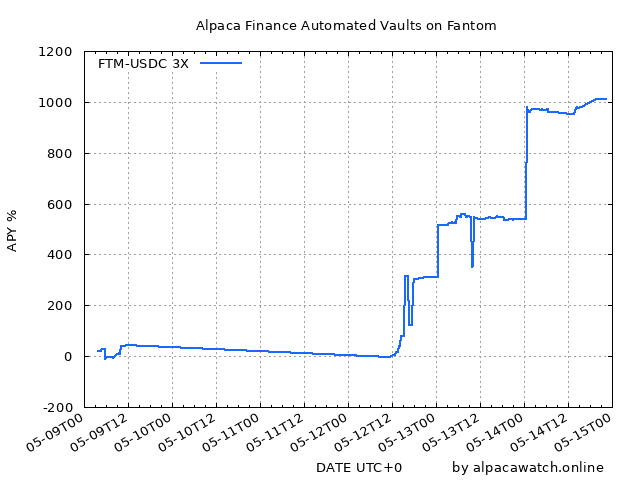 Alpaca Finance Automated Vaults on Fantom
1200
FTM-USDC 3X
1000
800
600
APY %
400
200
0
-200
05-09T00
05-09T12
05-10T00
05-10T12
05-11T00
05-11T12
05-12T00
05-12T12
05-13T00
05-13T12
05-14T00
05-14T12
05-15T00
DATE UTC+0
by alpacawatch.online